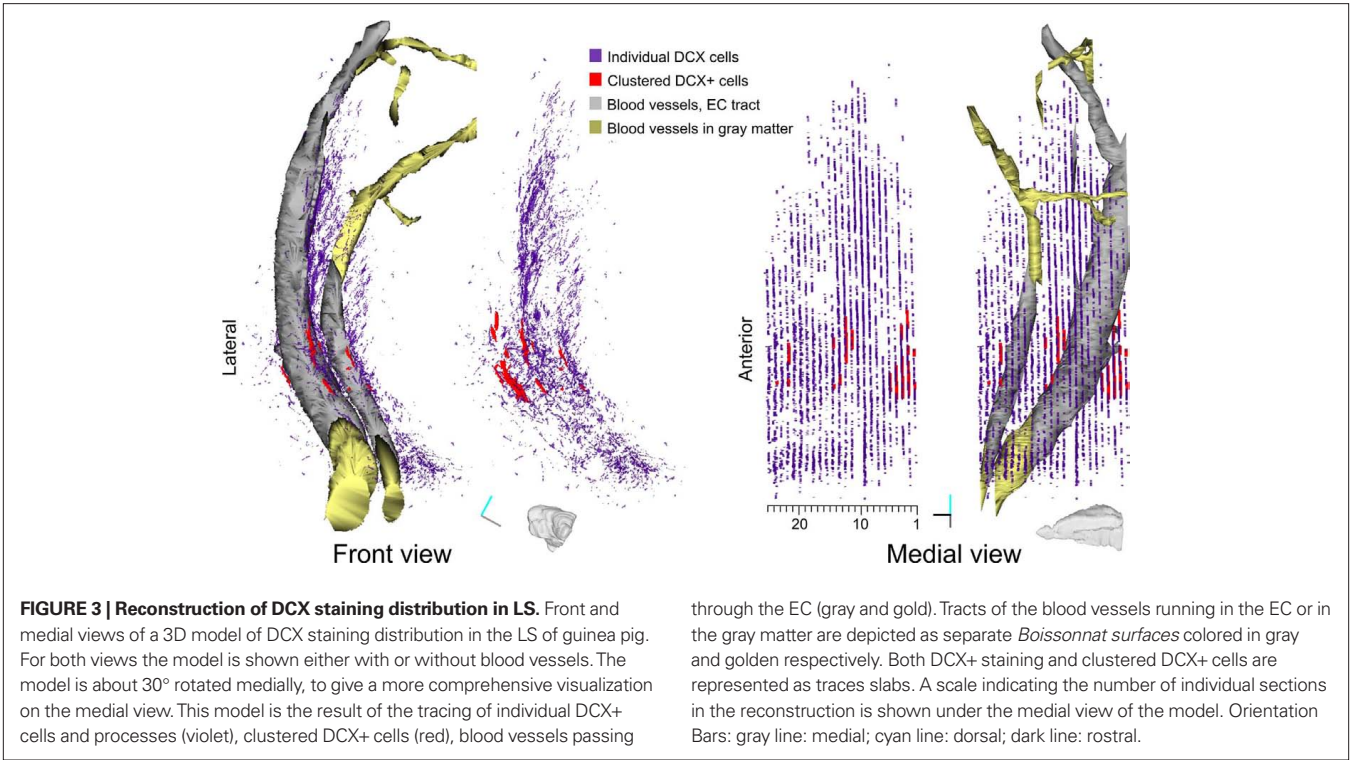 Individual DCX cells
Clustered DCX+ cells
Blood vessels, EC tract
Blood vessels in gray matter
Lateral
Anterior
20 10 1
Front view
Medial view
FIGURE 3 | Reconstruction of DCX staining distribution in LS. Front and
medial views of a 3D model of DCX staining distribution in the LS of guinea pig.
For both views the model is shown either with or without blood vessels. The
model is about 30° rotated medially, to give a more comprehensive visualization
on the medial view. This model is the result of the tracing of individual DCX+
cells and processes (violet), clustered DCX+ cells (red), blood vessels passing
through the EC (gray and gold). Tracts of the blood vessels running in the EC or in
the gray matter are depicted as separate Boissonnat surfaces colored in gray
and golden respectively. Both DCX+ staining and clustered DCX+ cells are
represented as traces slabs. A scale indicating the number of individual sections
in the reconstruction is shown under the medial view of the model. Orientation
Bars: gray line: medial; cyan line: dorsal; dark line: rostral.